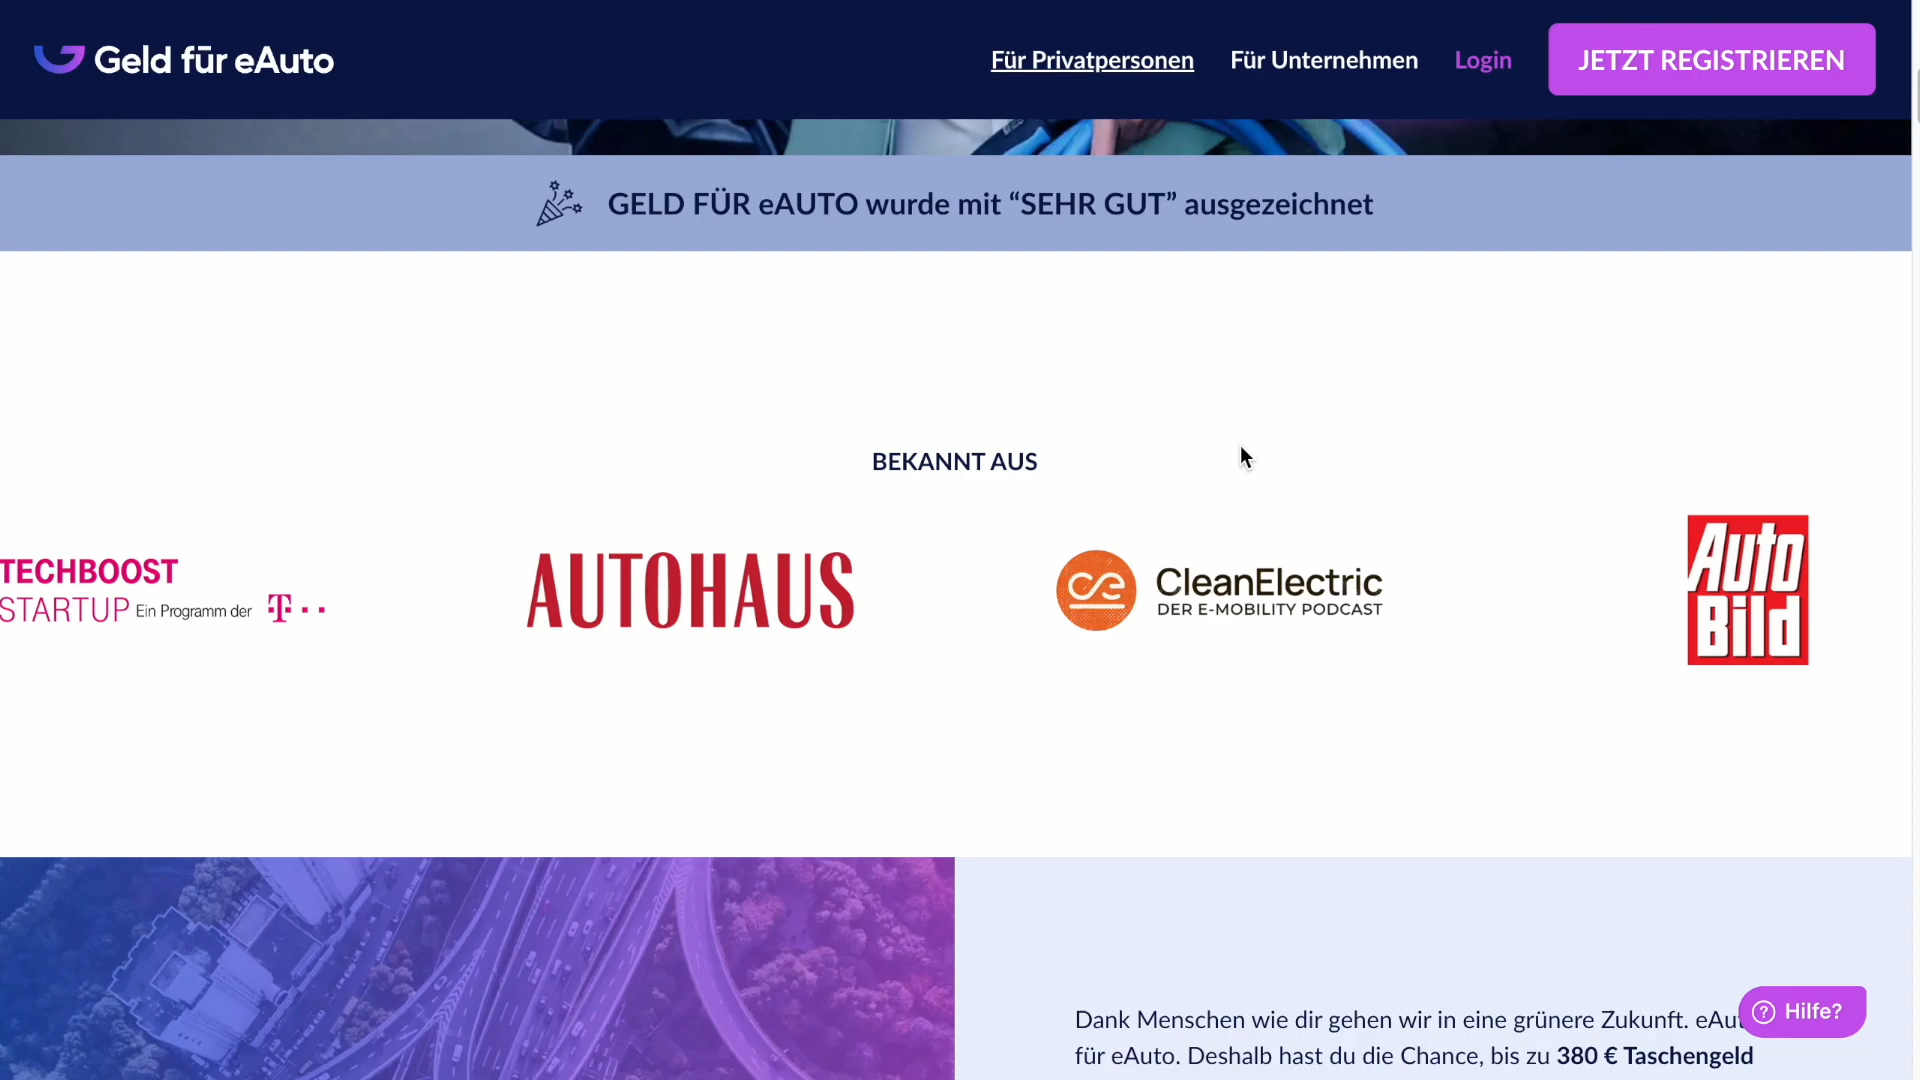 Geld für eAuto
Für Privatpersonen
Für Unternehmen
Login
JETZT REGISTRIEREN
GELD FÜR eAUTO wurde mit “SEHR GUT” ausgezeichnet
BEKANNT AUS
TECHBOOST
STARTUP Ein Programm der T
AUTOHAUS
CleanElectric
DER E-MOBILITY PODCAST
Auto
Bild
Dank Menschen wie dir gehen wir in eine grünere Zukunft.
für eAuto. Deshalb hast du die Chance, bis zu 380 € Taschengeld
Hilfe?